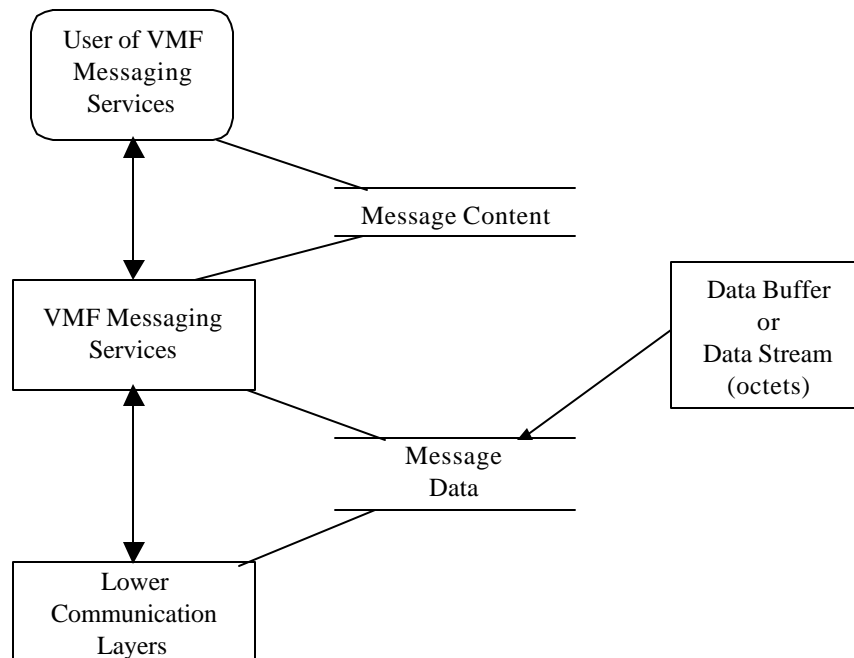 User of VMF
Messaging
Services
Message Content
VMF Messaging
Services
Data Buffer
or
Data Stream
(octets)
Message
Data
Lower
Communication
Layers